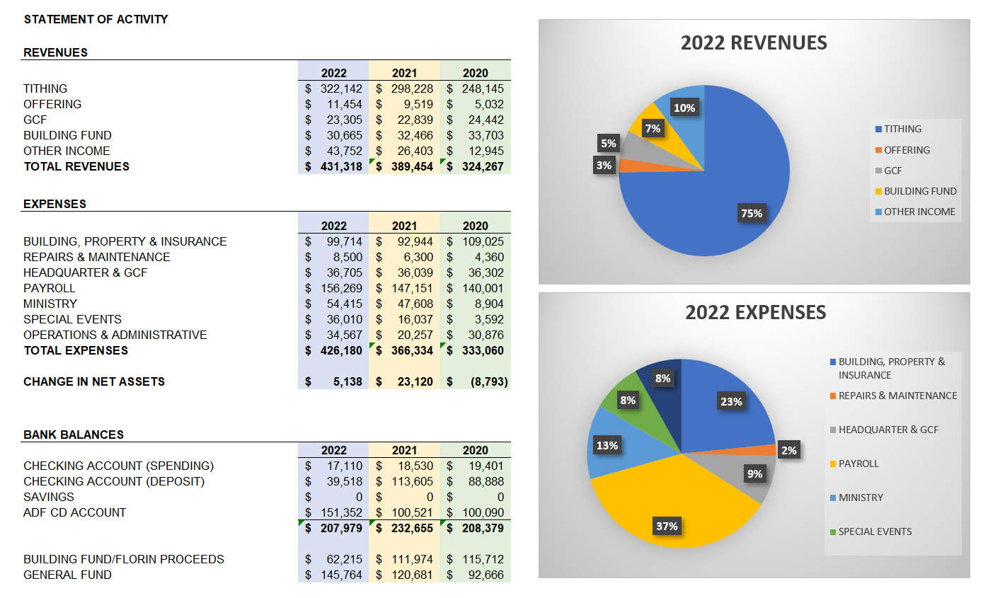 STATEMENT OF ACTIVITY
REVENUES
2022 2021 2020
TITHING $ 322,142 $ 298,228 $ 248,145
OFFERING $ 11,454 $ 9,519 $ 5,032
GCF $ 23,305 $ 22,839 $ 24,442
BUILDING FUND $ 30,665 $ 32,466 $ 33,703
OTHER INCOME $ 43,752 $ 26,403 $ 12,945
TOTAL REVENUES $ 431,318 $ 389,454 $ 324,267
EXPENSES
2022 2021 2020
BUILDING, PROPERTY & INSURANCE $ 99,714 $ 92,944 $ 109,025
REPAIRS & MAINTENANCE $ 8,500 $ 6,300 $ 4,360
HEADQUARTER & GCF $ 36,705 $ 36,039 $ 36,302
PAYROLL $ 156,269 $ 147,151 $ 140,001
MINISTRY $ 54,415 $ 47,608 $ 8,904
SPECIAL EVENTS $ 36,010 $ 16,037 $ 3,592
OPERATIONS & ADMINISTRATIVE $ 34,567 $ 20,257 $ 30,876
TOTAL EXPENSES $ 426,180 $ 366,334 $ 333,060
CHANGE IN NET ASSETS $ 5,138 $ 23,120 $ (8,793)
BANK BALANCES
2022 2021 2020
CHECKING ACCOUNT (SPENDING) $ 17,110 $ 18,530 $ 19,401
CHECKING ACCOUNT (DEPOSIT) $ 39,518 $ 113,605 $ 88,888
SAVINGS $ 0 $ 0 $ 0
ADF CD ACCOUNT $ 151,352 $ 100,521 $ 100,090
$ 207,979 $ 232,655 $ 208,379
BUILDING FUND/FLORIN PROCEEDS $ 62,215 $ 111,974 $ 115,712
GENERAL FUND $ 145,764 $ 120,681 $ 92,666
2022 REVENUES
10%
7%
5%
3%
75%
TITHING
OFFERING
GCF
BUILDING FUND
OTHER INCOME
2022 EXPENSES
8%
8%
23%
13%
2%
9%
37%
BUILDING, PROPERTY &
INSURANCE
REPAIRS & MAINTENANCE
HEADQUARTER & GCF
PAYROLL
MINISTRY
SPECIAL EVENTS